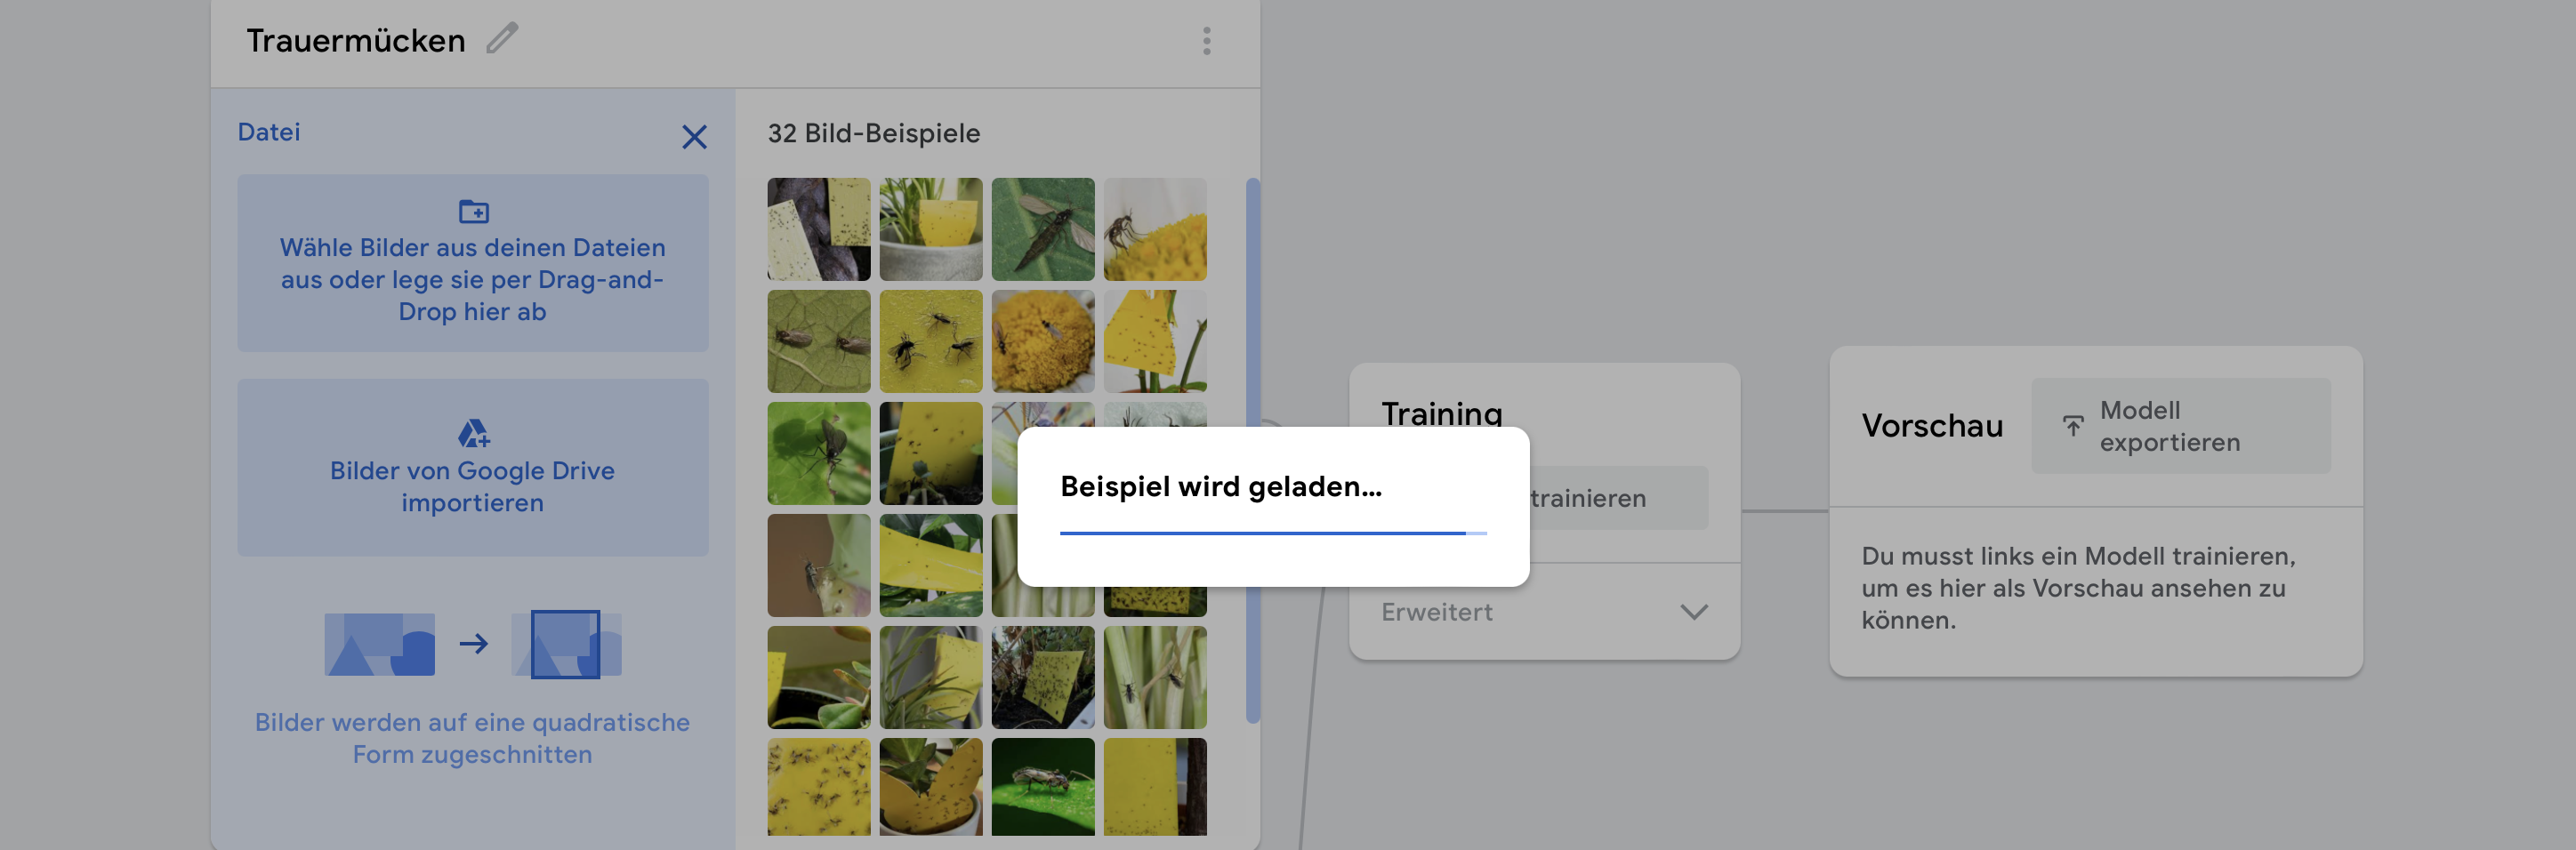 Trauermücken
Datei
Wähle Bilder aus deinen Dateien
aus oder lege sie per Drag-and-
Drop hier ab
Bilder von Google Drive
importieren
Bilder werden auf eine quadratische
Form zugeschnitten
32 Bild-Beispiele
Beispiel wird geladen…
Training
trainieren
Erweitert
Vorschau
Modell
exportieren
Du musst links ein Modell trainieren,
um es hier als Vorschau ansehen zu
können.